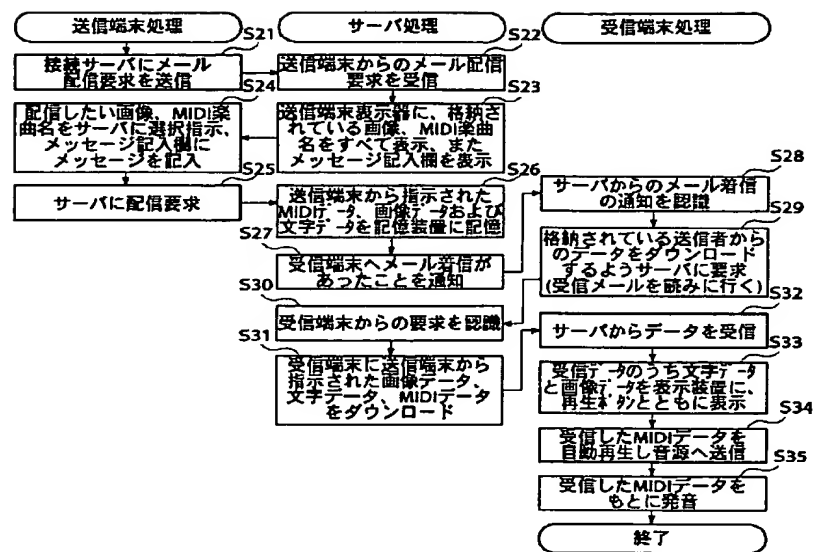 送信端末処理
サーバ処理
受信端末処理
S21
接続サーバにメール
配信要求を送信
S22
送信端末からのメール配信
要求を受信
S23
送信端末表示器に、格納さ
れている画像、MIDI楽曲
名をすべて表示、また
メッセージ記入欄を表示
S24
配信したい画像、MIDI楽
曲名をサーバに選択指示、
メッセージ記入欄に
メッセージを記入
S25
サーバに配信要求
S26
送信端末から指示された
MIDIデータ、画像データおよび
文字データを記憶装置に記憶
S27
受信端末へメール着信が
あったことを通知
S28
サーバからのメール着信
の通知を認識
S29
格納されている送信者から
のデータをダウンロード
するようサーバに要求
(受信メールを読みに行く)
S30
受信端末からの要求を認識
S31
受信端末に送信端末から
指示された画像データ、
文字データ、MIDIデータ
をダウンロード
S32
サーバからデータを受信
S33
受信データのうち文字データ
と画像データを表示装置に、
再生ボタンとともに表示
S34
受信したMIDIデータを
自動再生し音源へ送信
S35
受信したMIDIデータを
もとに発音
終了